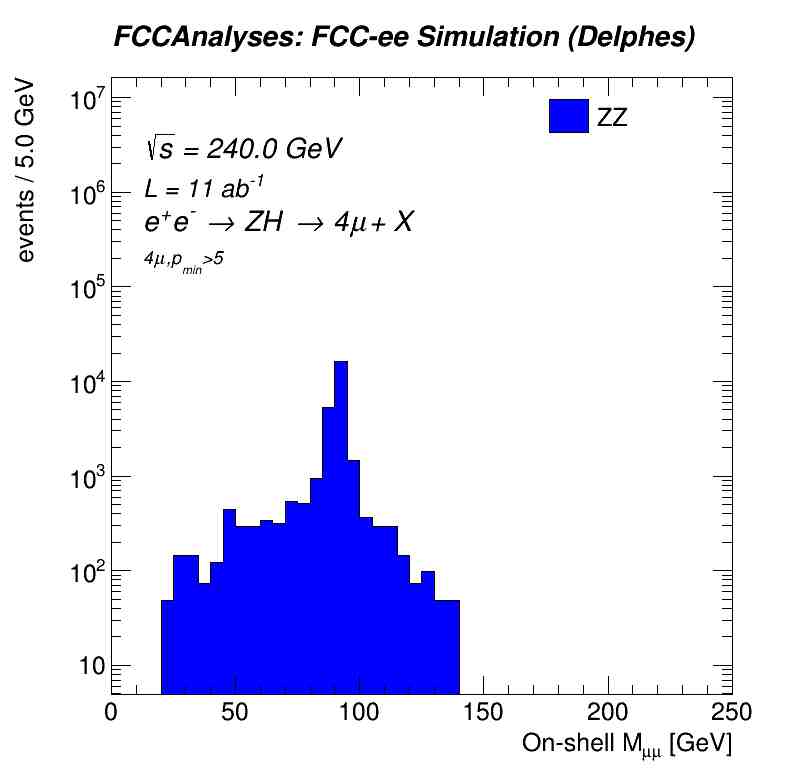 FCCAnalyses: FCC-ee Simulation (Delphes)
events / 5.0 GeV
10⁷
10⁶
10⁵
10⁴
10³
10²
10
ZZ
√s = 240.0 GeV
L = 11 ab⁻¹
e⁺e⁻ → ZH → 4μ + X
4μ,p_min>5
0 50 100 150 200 250
On-shell M_μμ [GeV]